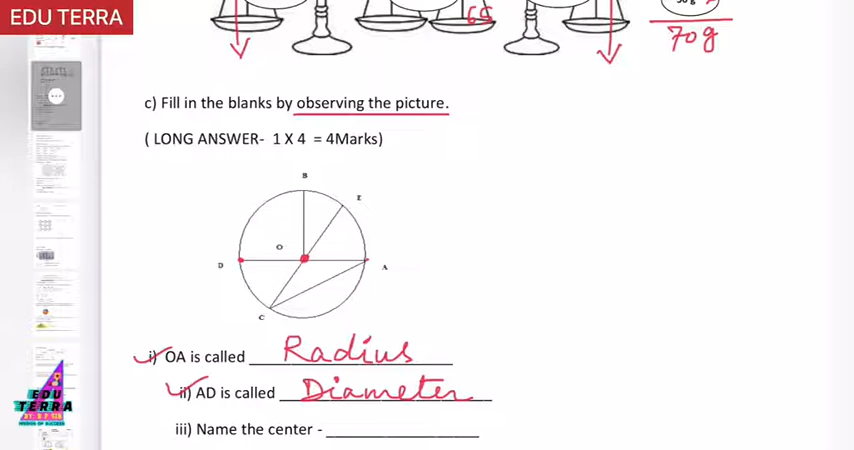 EDU TERRA
65
70g
c) Fill in the blanks by observing the picture.
( LONG ANSWER- 1 X 4 = 4Marks)
B
E
O
D
A
C
i) OA is called Radius
ii) AD is called Diameter
iii) Name the center - _______________
EDU
TERRA